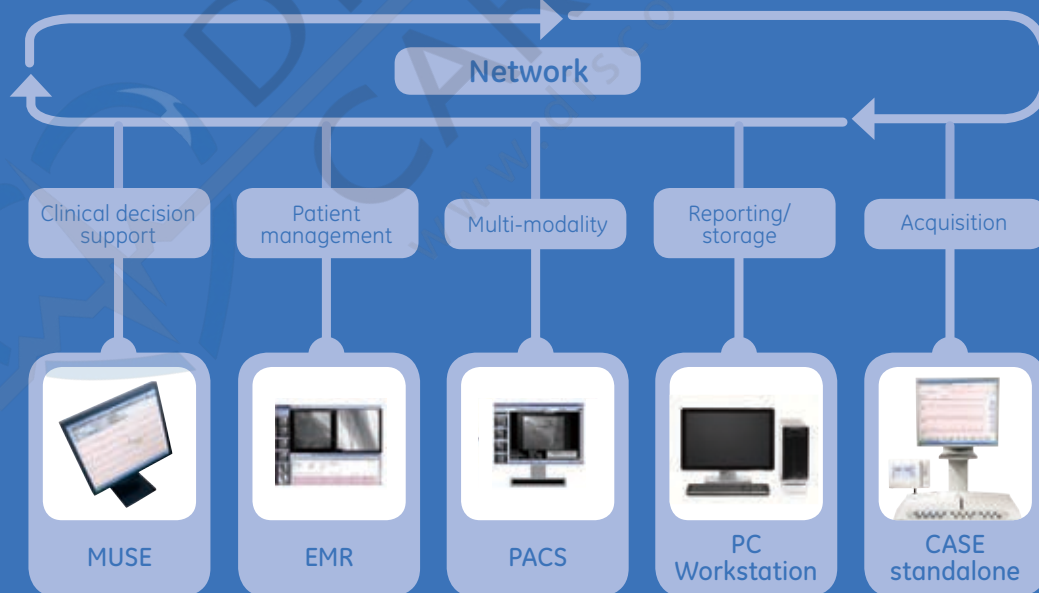 Network
Clinical decision
support
Patient
management
Multi-modality
Reporting/
storage
Acquisition
MUSE
EMR
PACS
PC
Workstation
CASE
standalone